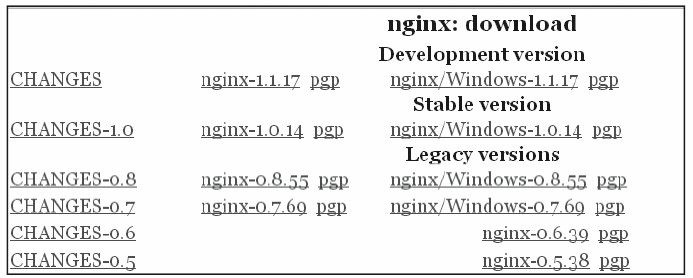 nginx: download
Development version
CHANGES nginx-1.1.17 pgp nginx/Windows-1.1.17 pgp
Stable version
CHANGES-1.0 nginx-1.0.14 pgp nginx/Windows-1.0.14 pgp
Legacy versions
CHANGES-0.8 nginx-0.8.55 pgp nginx/Windows-0.8.55 pgp
CHANGES-0.7 nginx-0.7.69 pgp nginx/Windows-0.7.69 pgp
CHANGES-0.6 nginx-0.6.39 pgp
CHANGES-0.5 nginx-0.5.38 pgp